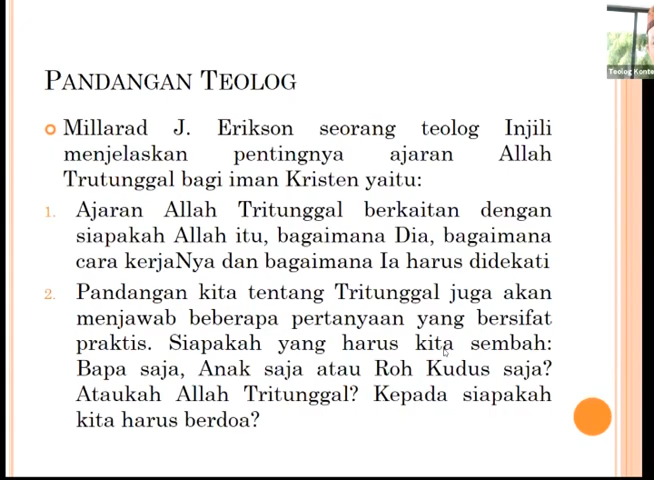 PANDANGAN TEOLOG
Millarad J. Erikson seorang teolog Injili
menjelaskan pentingnya ajaran Allah
Trutunggal bagi iman Kristen yaitu:
1. Ajaran Allah Tritunggal berkaitan dengan
siapakah Allah itu, bagaimana Dia, bagaimana
cara kerjaNya dan bagaimana Ia harus didekati
2. Pandangan kita tentang Tritunggal juga akan
menjawab beberapa pertanyaan yang bersifat
praktis. Siapakah yang harus kita sembah:
Bapa saja, Anak saja atau Roh Kudus saja?
Ataukah Allah Tritunggal? Kepada siapakah
kita harus berdoa?
Teolog Konte